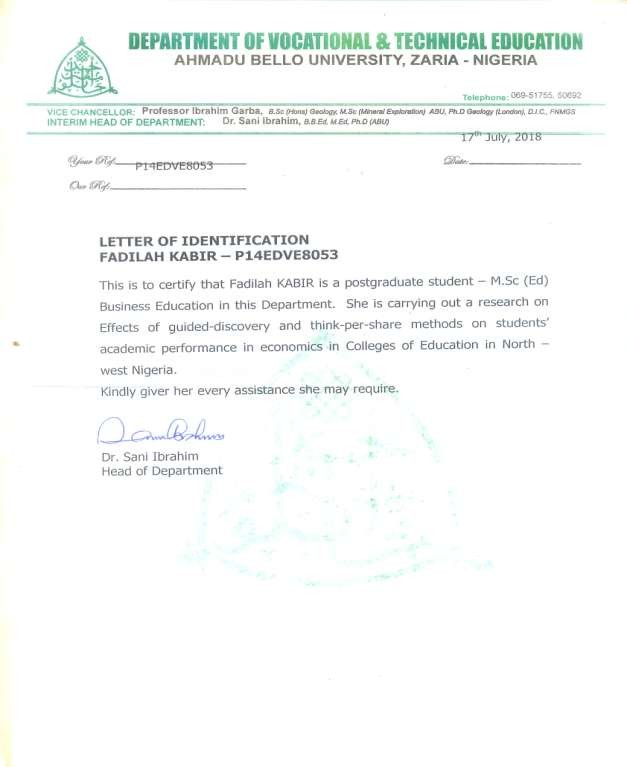 DEPARTMENT OF VOCATIONAL & TECHNICAL EDUCATION
AHMADU BELLO UNIVERSITY, ZARIA - NIGERIA
Telephone: 069-51755, 50692
VICE CHANCELLOR: Professor Ibrahim Garba, B.Sc (Hons) Geology, M.Sc (Mineral Exploration) ABU, Ph.D Geology (London), D.I.C., FNMGS
INTERIM HEAD OF DEPARTMENT: Dr. Sani Ibrahim, B.B.Ed, M.Ed, Ph.D (ABU)
17th July, 2018
Your Ref: P14EDVE8053
Date:
Our Ref:
LETTER OF IDENTIFICATION
FADILAH KABIR – P14EDVE8053
This is to certify that Fadilah KABIR is a postgraduate student – M.Sc (Ed)
Business Education in this Department. She is carrying out a research on
Effects of guided-discovery and think-per-share methods on students'
academic performance in economics in Colleges of Education in North –
west Nigeria.
Kindly giver her every assistance she may require.
Dr. Sani Ibrahim
Head of Department